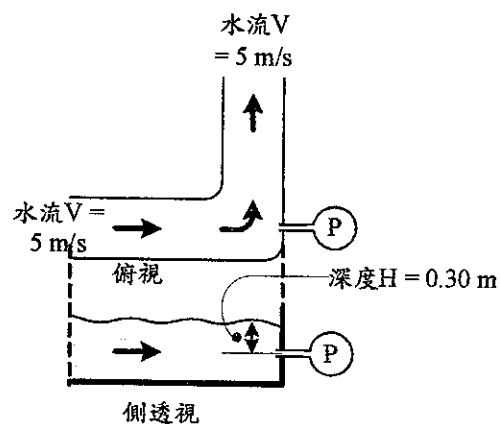 水流V
= 5 m/s
水流V =
5 m/s
P
俯視
深度H = 0.30 m
P
側透視